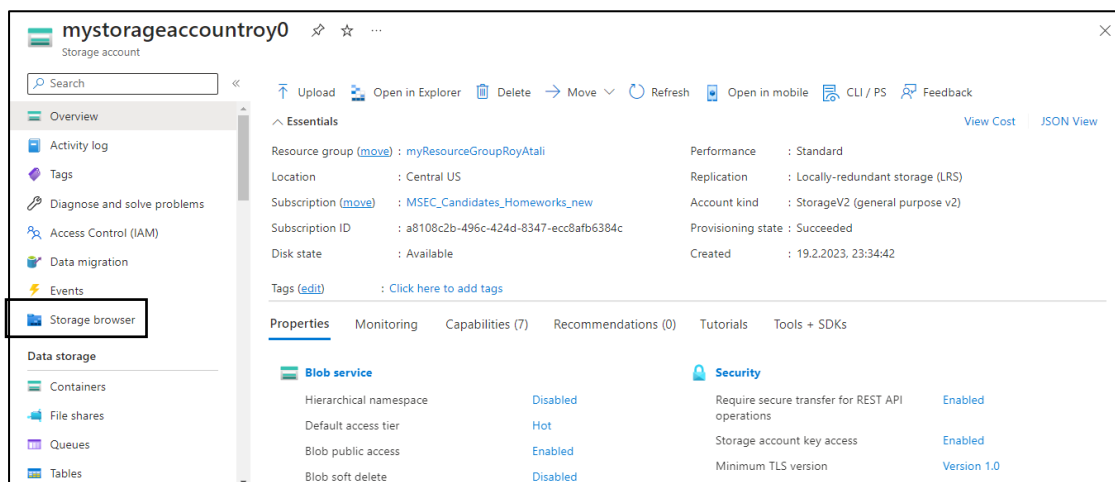 mystorageaccountroy0
Storage account
Search
Overview
Activity log
Tags
Diagnose and solve problems
Access Control (IAM)
Data migration
Events
Storage browser
Data storage
Containers
File shares
Queues
Tables
Upload Open in Explorer Delete Move Refresh Open in mobile CLI / PS Feedback
Essentials View Cost JSON View
Resource group (move) : myResourceGroupRoyAtali
Location : Central US
Subscription (move) : MSEC_Candidates_Homeworks_new
Subscription ID : a8108c2b-496c-424d-8347-ecc8afb6384c
Disk state : Available
Performance : Standard
Replication : Locally-redundant storage (LRS)
Account kind : StorageV2 (general purpose v2)
Provisioning state : Succeeded
Created : 19.2.2023, 23:34:42
Tags (edit) : Click here to add tags
Properties Monitoring Capabilities (7) Recommendations (0) Tutorials Tools + SDKs
Blob service
Hierarchical namespace Disabled
Default access tier Hot
Blob public access Enabled
Blob soft delete Disabled
Security
Require secure transfer for REST API Enabled
operations
Storage account key access Enabled
Minimum TLS version Version 1.0